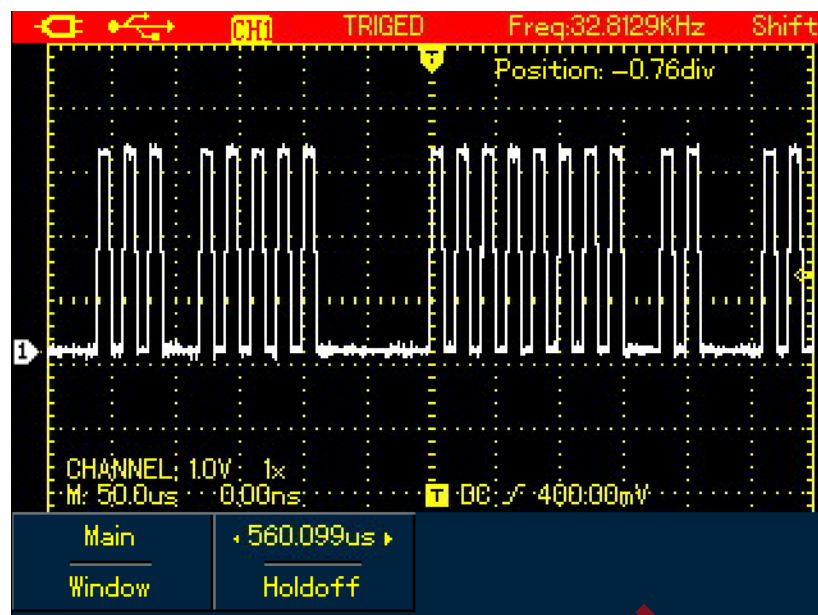 CH1 TRIGED Freq:32.8129KHz Shift
T
Position: -0.76div
1
CHANNEL: 1.0V 1x
M: 50.0us 0.00ns T DC 400.00mV
Main 560.099us
Window Holdoff